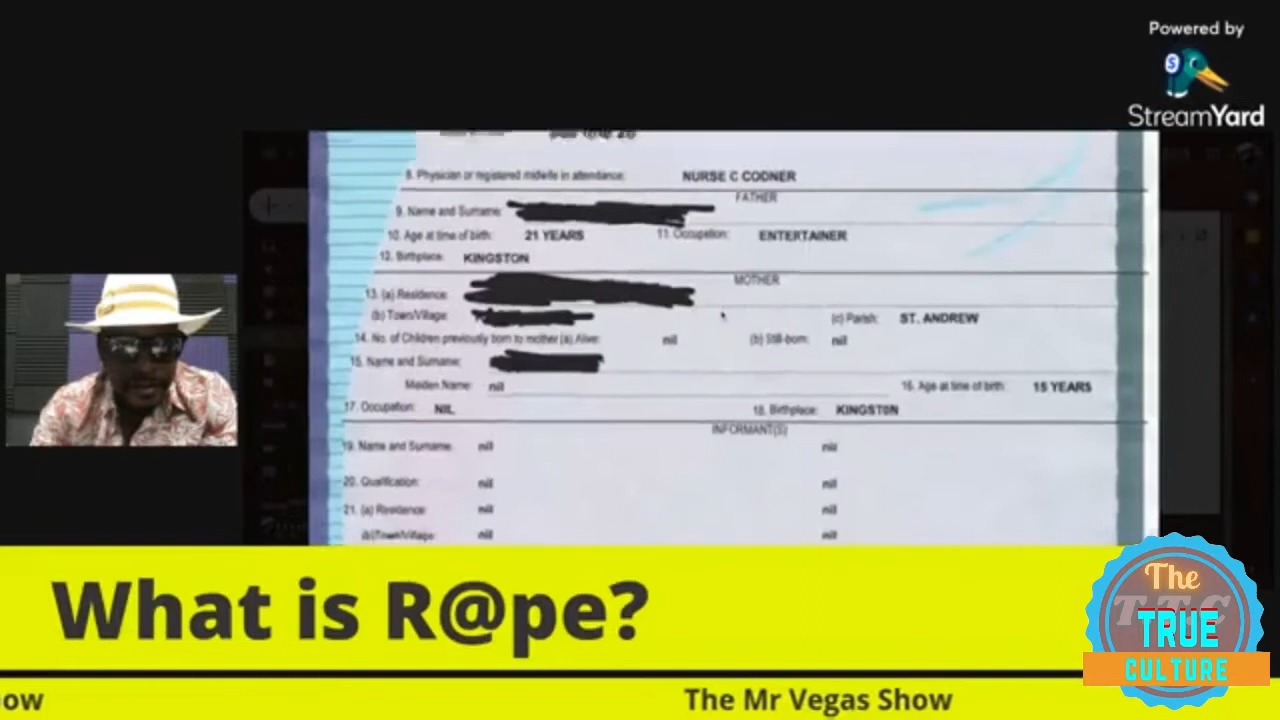 Powered by
StreamYard
8. Physician or registered midwife in attendance: NURSE C CODNER
FATHER
9. Name and Surname:
10. Age at time of birth: 21 YEARS 11. Occupation: ENTERTAINER
12. Birthplace: KINGSTON
MOTHER
13. (a) Residence:
(b) Town/Village: (c) Parish: ST. ANDREW
14. No. of Children previously born to mother (a) Alive: nil (b) Still-born: nil
15. Name and Surname:
Maiden Name: nil 16. Age at time of birth: 15 YEARS
17. Occupation: NIL 18. Birthplace: KINGSTON
INFORMANT(S)
19. Name and Surname: nil nil
20. Qualification: nil nil
21. (a) Residence: nil nil
(b)Town/Village: nil nil
What is R@pe?
The
T.T.C
TRUE
CULTURE
ow The Mr Vegas Show